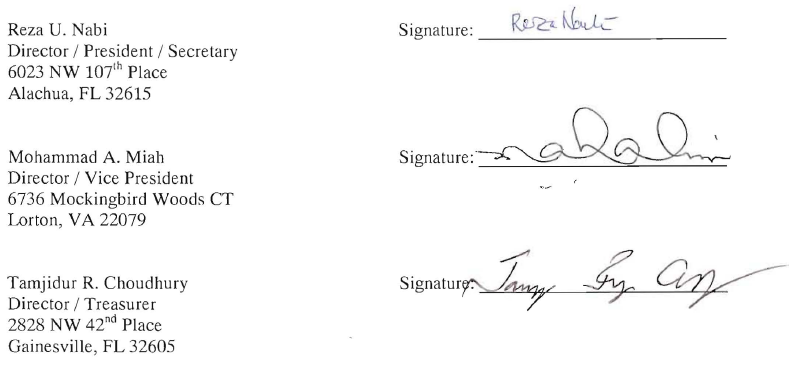 Reza U. Nabi
Signature: Reza Nabi
Director / President / Secretary
6023 NW 107th Place
Alachua, FL 32615
Mohammad A. Miah
Signature:
Director / Vice President
6736 Mockingbird Woods CT
Lorton, VA 22079
Tamjidur R. Choudhury
Signature:
Director / Treasurer
2828 NW 42nd Place
Gainesville, FL 32605